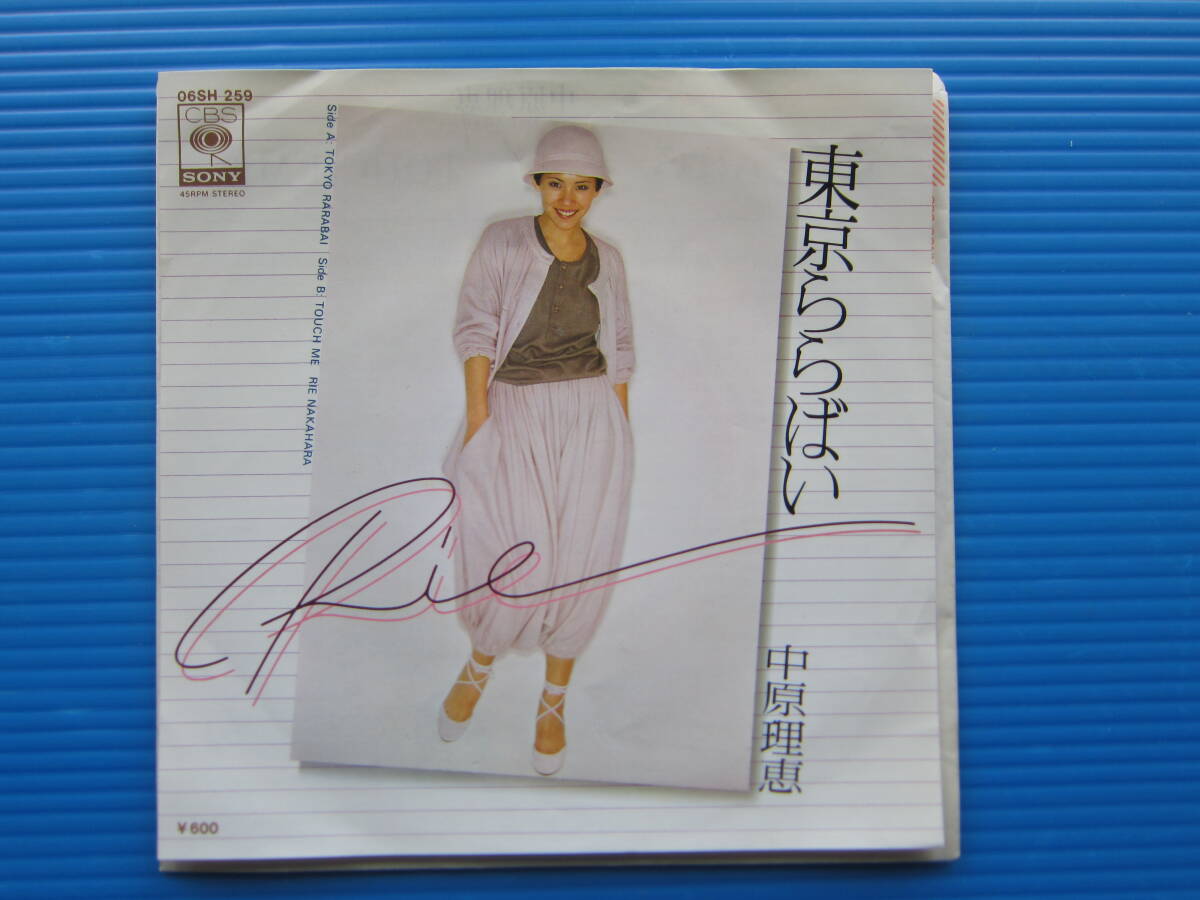 06SH 259
CBS
SONY
45RPM STEREO
Side A: TOKYO RARABAI Side B: TOUCH ME RIE NAKAHARA
東京ららばい
Rie
中原理恵
¥600